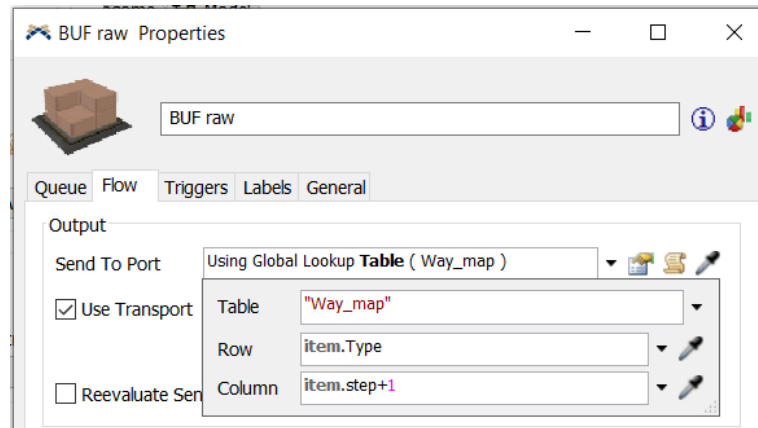 BUF raw Properties
BUF raw
Queue Flow Triggers Labels General
Output
Send To Port Using Global Lookup Table ( Way_map )
Use Transport
Table "Way_map"
Row item.Type
Reevaluate Sen
Column item.step+1